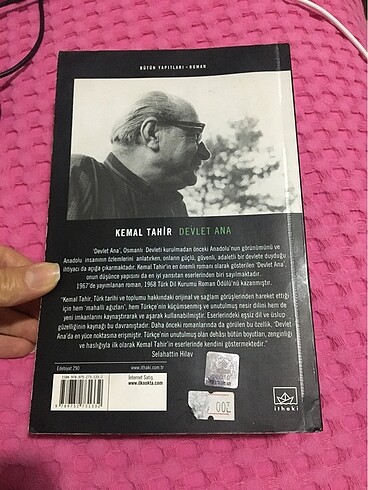 BÜTÜN YAPITLARI - ROMAN
KEMAL TAHİR DEVLET ANA
'Devlet Ana', Osmanlı Devleti kurulmadan önceki Anadolu'nun görünümünü ve
Anadolu insanının özlemlerini anlatırken, onların güçlü, güvenli, adaletli bir devlete duyduğu
ihtiyacı da açığa çıkarmaktadır. Kemal Tahir'in en önemli romanı olarak gösterilen 'Devlet Ana',
onun düşünce yapısını da en iyi yansıtan eserlerinden biri sayılmaktadır.
1967'de yayımlanan roman, 1968 Türk Dil Kurumu Roman Ödülü'nü kazanmıştır.
"Kemal Tahir, Türk tarihi ve toplumu hakkındaki orijinal ve sağlam görüşlerinden hareket ettiği
için hem 'mahalli ağızları', hem Türkçe'nin küçümsenmiş ve unutulmuş nesir dilini hem de
yeni imkanlarını kaynaştırarak ve aşarak kullanabilmiştir. Eserlerindeki eşsiz dil ve üslup
güzelliğinin kaynağı bu davranıştadır. Daha önceki romanlarında da görülen bu özellik, 'Devlet
Ana'da en yüce noktasına erişmiştir. Türkçe'nin unutulmuş olan dehası bütün boyutları, zenginliği
ve haslığıyla ilk olarak Kemal Tahir'in eserlerinde kendini göstermektedir."
Selahattin Hilav
Edebiyat 290
www.ithaki.com.tr
İnternet Satış
www.ilknokta.com
ithaki